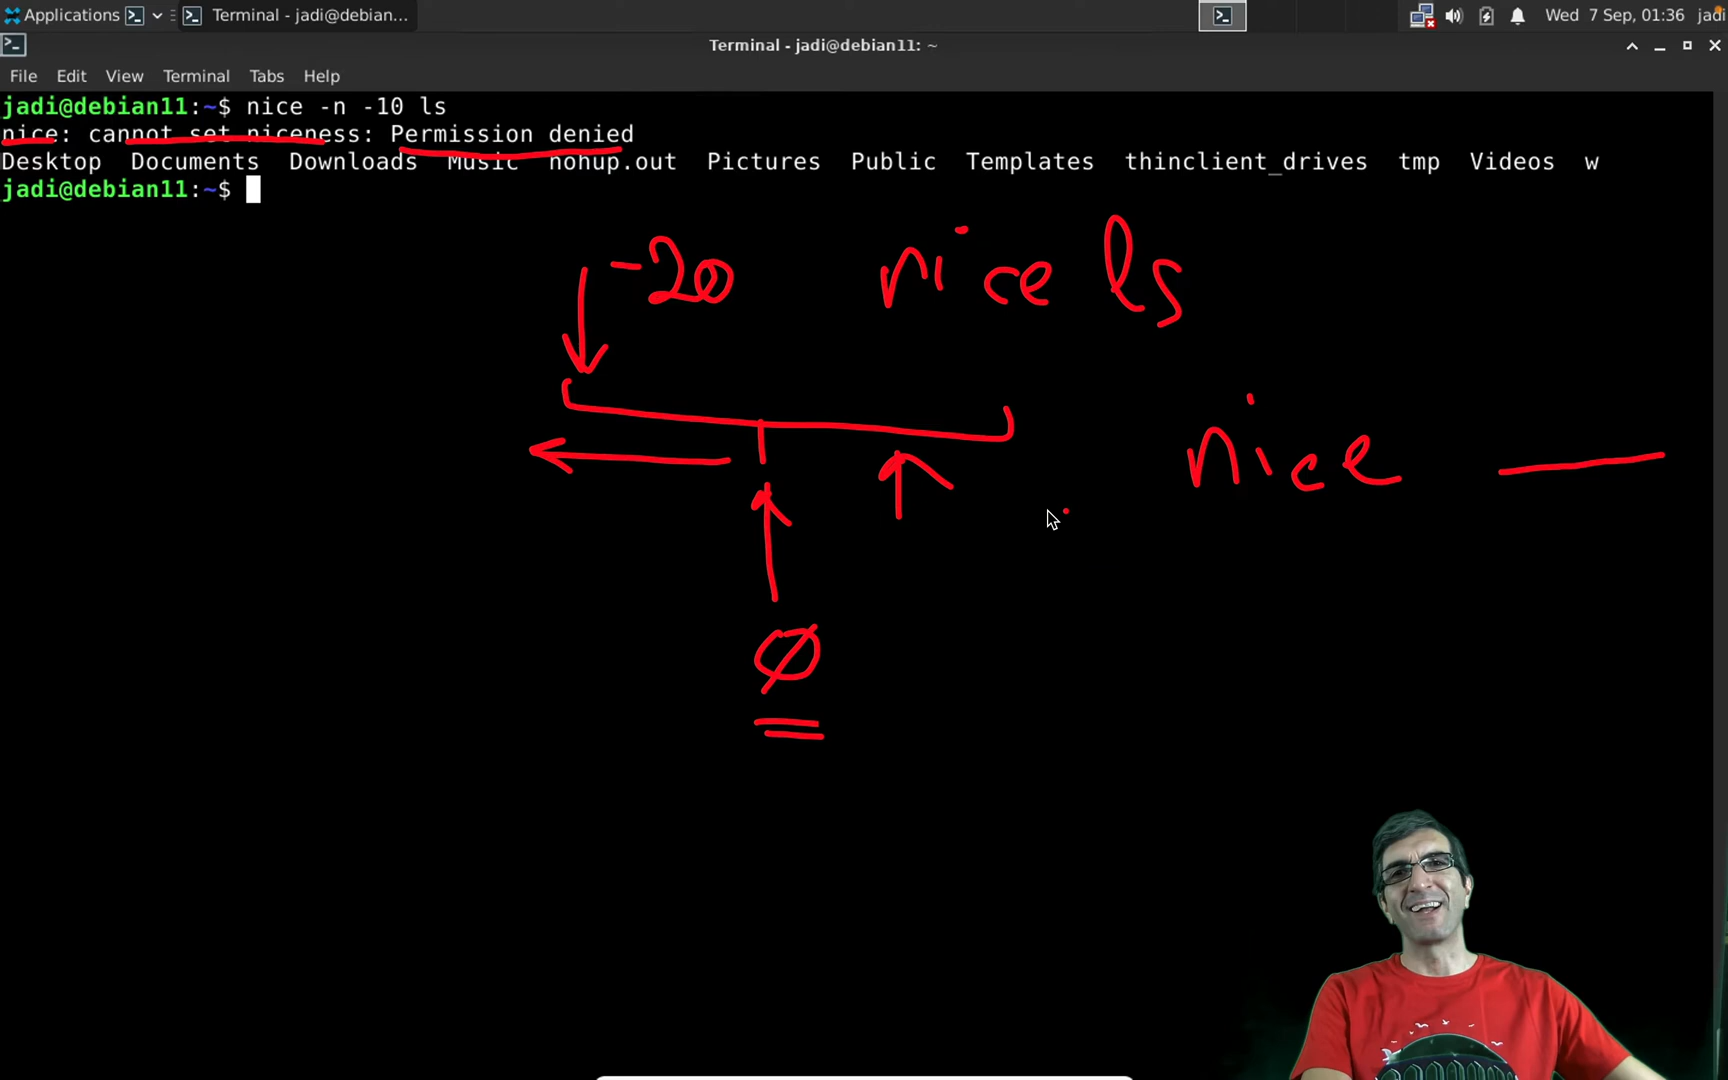 Applications Terminal - jadi@debian... Wed 7 Sep, 01:36 jadi
Terminal - jadi@debian11: ~
File Edit View Terminal Tabs Help
jadi@debian11:~$ nice -n -10 ls
nice: cannot set niceness: Permission denied
Desktop Documents Downloads Music nohup.out Pictures Public Templates thinclient_drives tmp Videos w
jadi@debian11:~$
-20 nice ls
nice
0